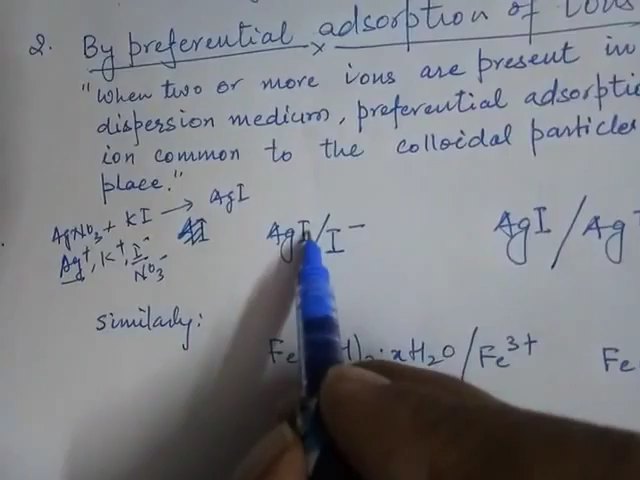 2. By preferential adsorption of ions
"When two or more ions are present in
dispersion medium, preferential
ion common to the colloidal particles
place."
AgNO₃ + KI → AgI
Ag⁺, K⁺, I⁻
NO₃⁻
AgI/I⁻
AgI/Ag
similarly:
xH₂O/Fe³⁺
Fe